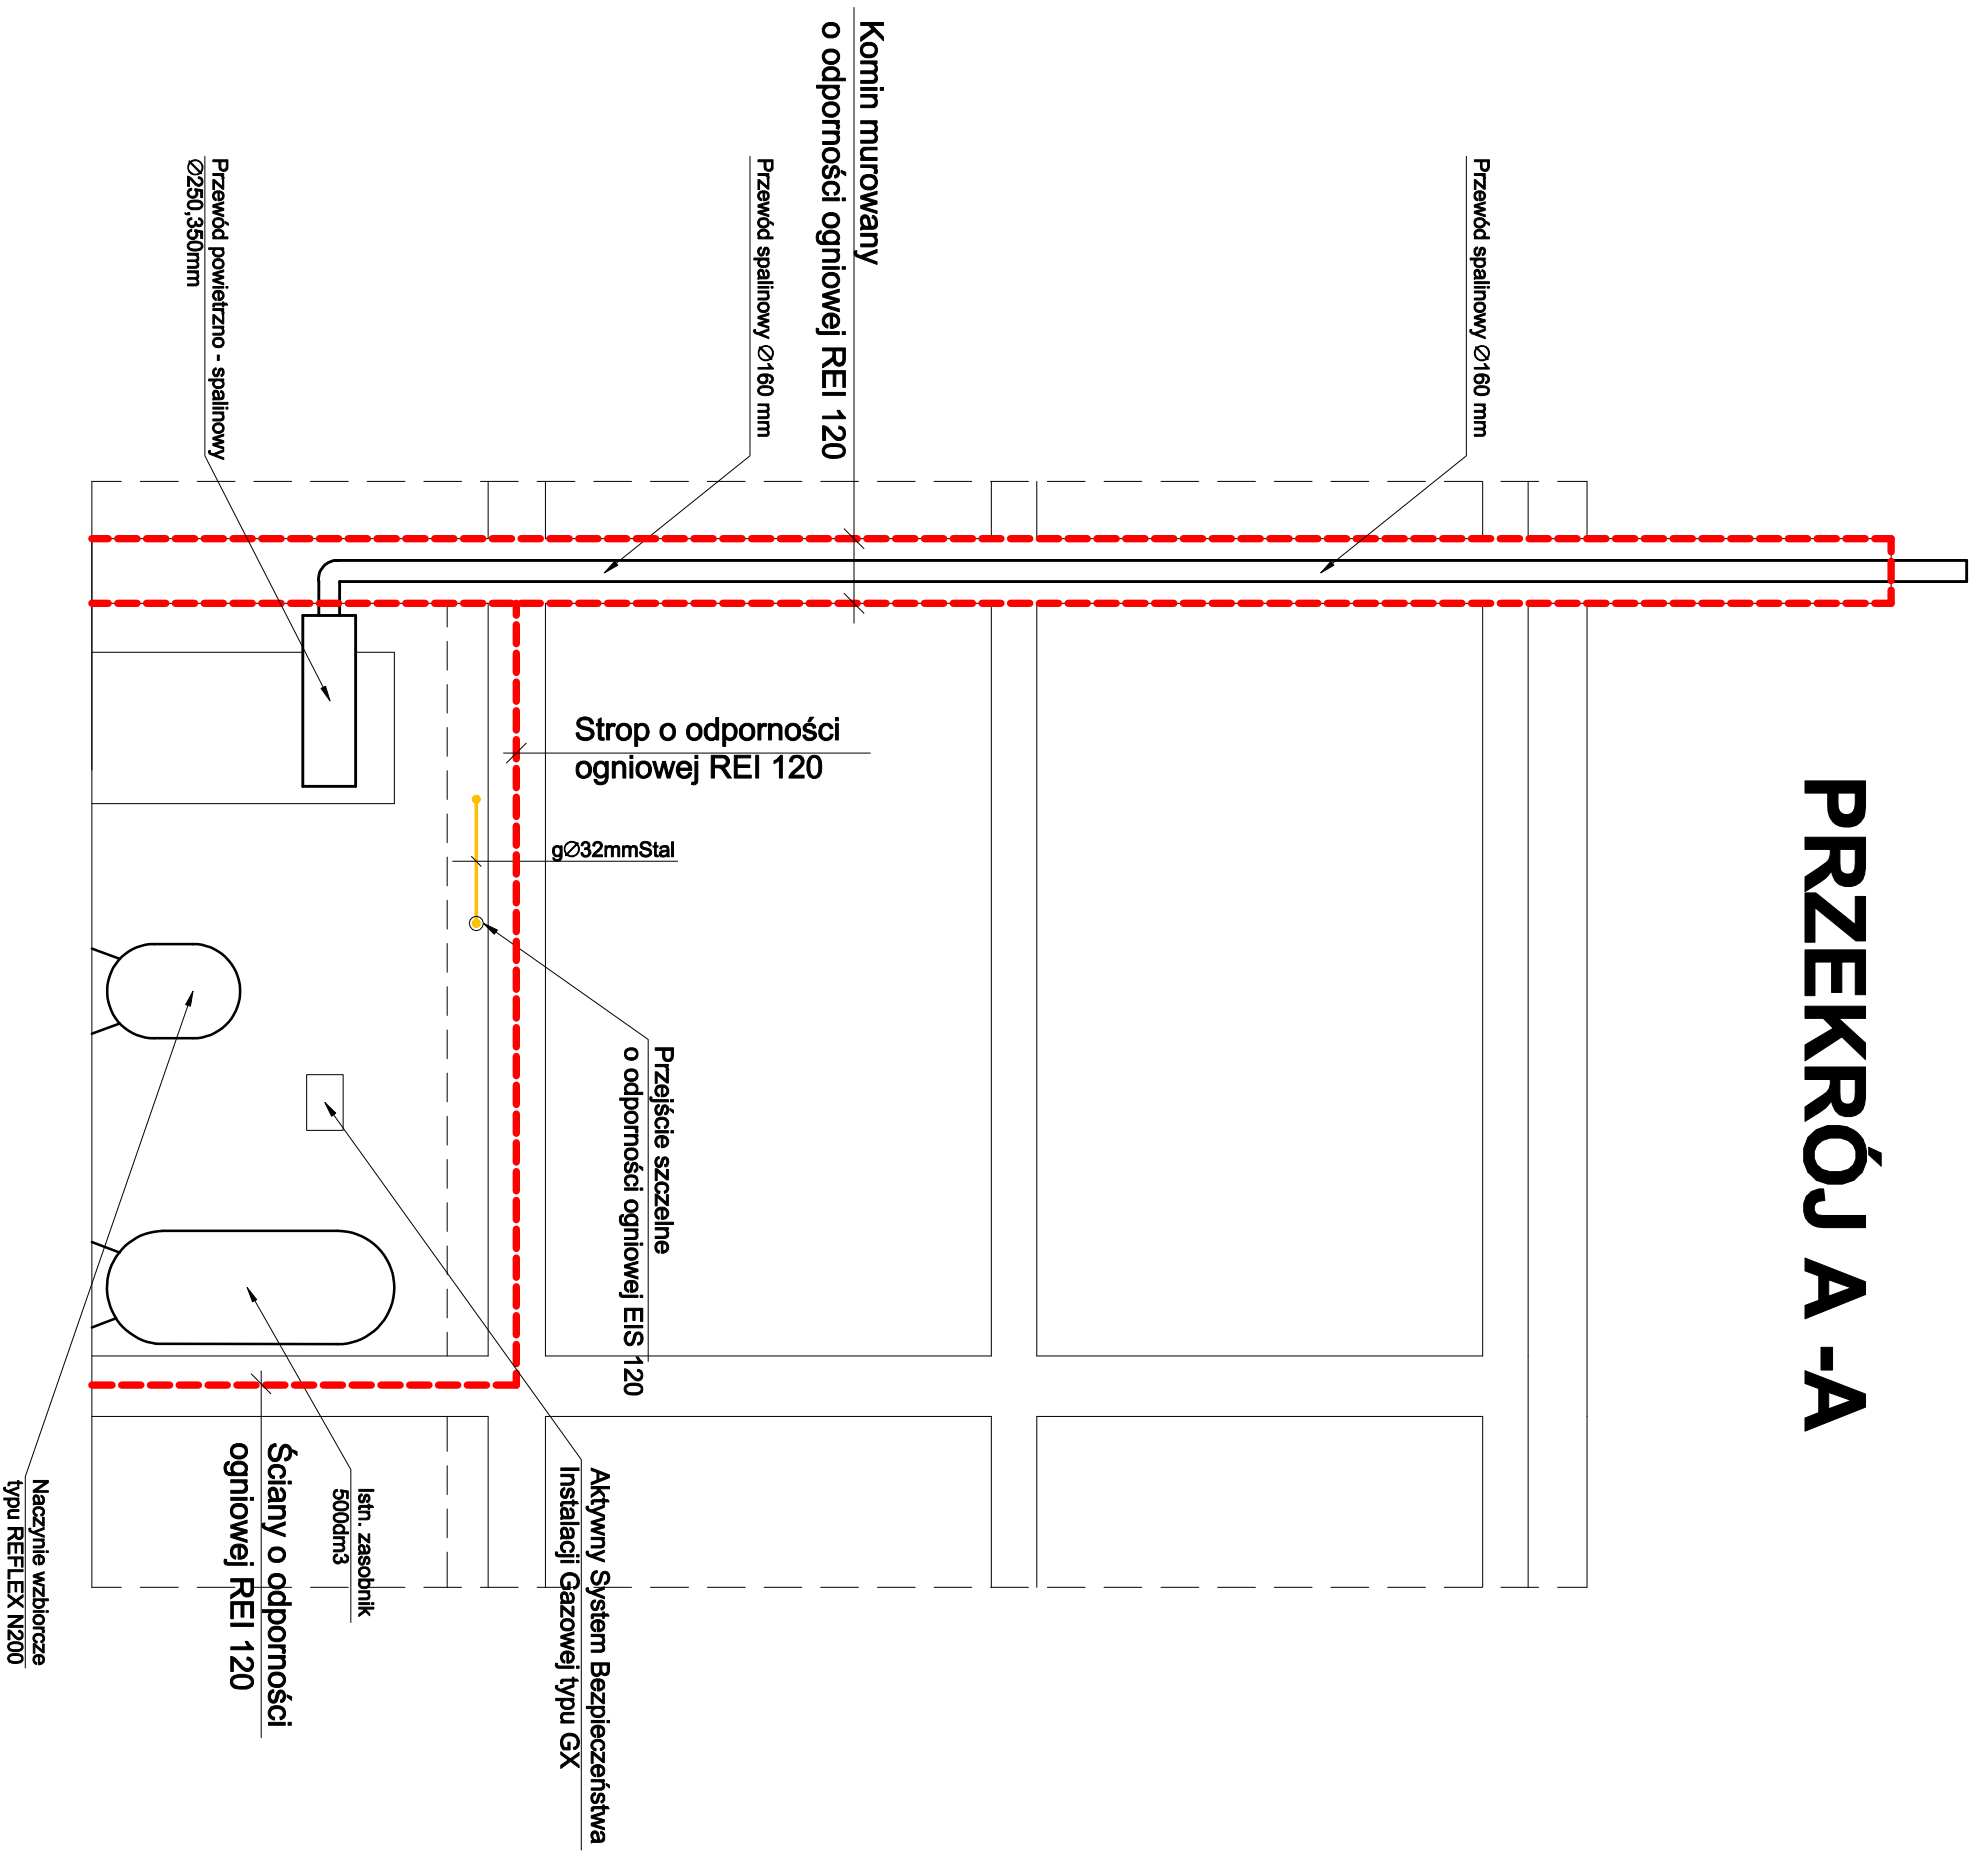 PRZEKRÓJ A -A
Przewód spalinowy Ø160 mm
Komin murowany
o odporności ogniowej REI 120
Przewód spalinowy Ø160 mm
Przewód powietrzno - spalinowy
Ø250,350mm
Strop o odporności
ogniowej REI 120
gØ32mmStal
Przejście szczelne
o odporności ogniowej EIS 120
Aktywny System Bezpieczeństwa
Instalacji Gazowej typu GX
Istn. zasobnik
500dm3
Ściany o odporności
ogniowej REI 120
Naczynie wzbiorcze
typu REFLEX N200